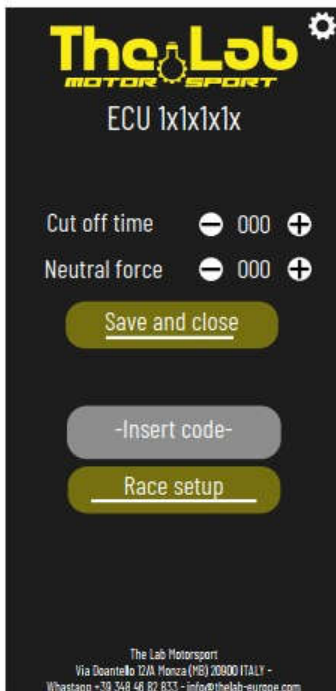 The Lab
MOTOR SPORT
ECU 1x1x1x1x
Cut off time 000
Neutral force 000
Save and close
-Insert code-
Race setup
The Lab Motorsport
Via Doantello 12/A Monza (MB) 20900 ITALY -
Whastapp +39 348 46 82 833 - info@thelab-europe.com